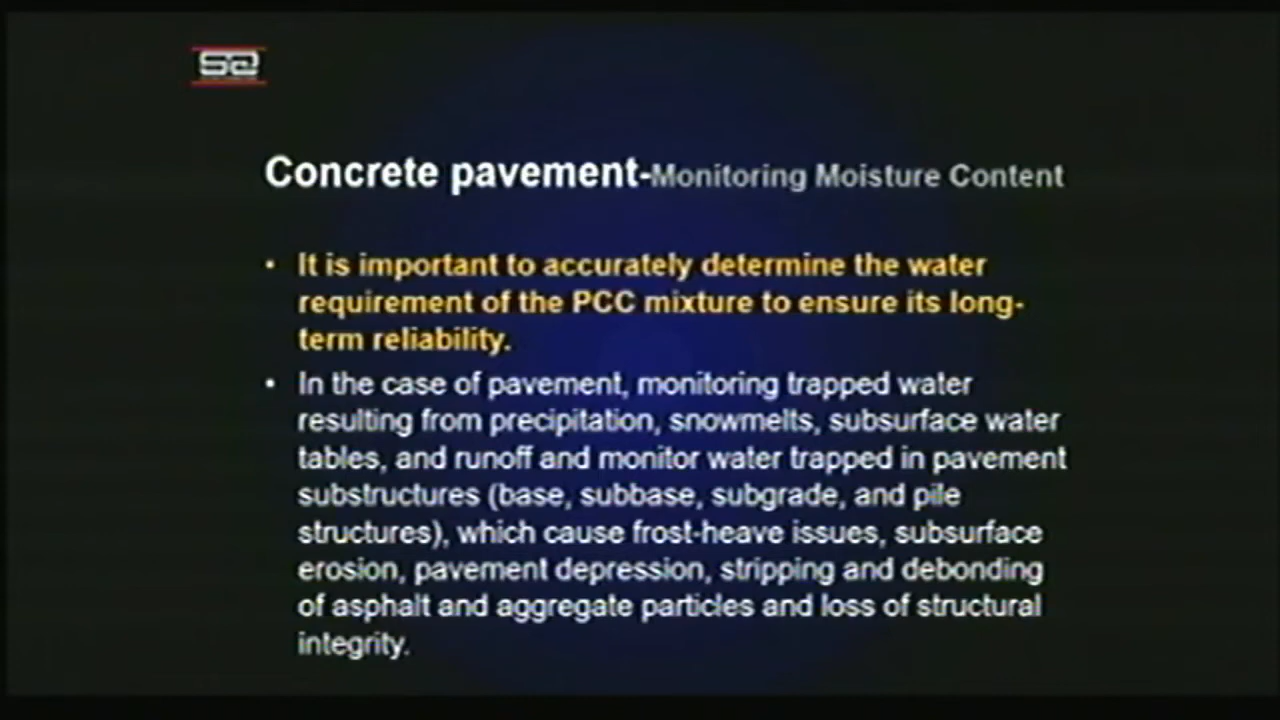 Concrete pavement-Monitoring Moisture Content
• It is important to accurately determine the water
requirement of the PCC mixture to ensure its long-
term reliability.
• In the case of pavement, monitoring trapped water
resulting from precipitation, snowmelts, subsurface water
tables, and runoff and monitor water trapped in pavement
substructures (base, subbase, subgrade, and pile
structures), which cause frost-heave issues, subsurface
erosion, pavement depression, stripping and debonding
of asphalt and aggregate particles and loss of structural
integrity.